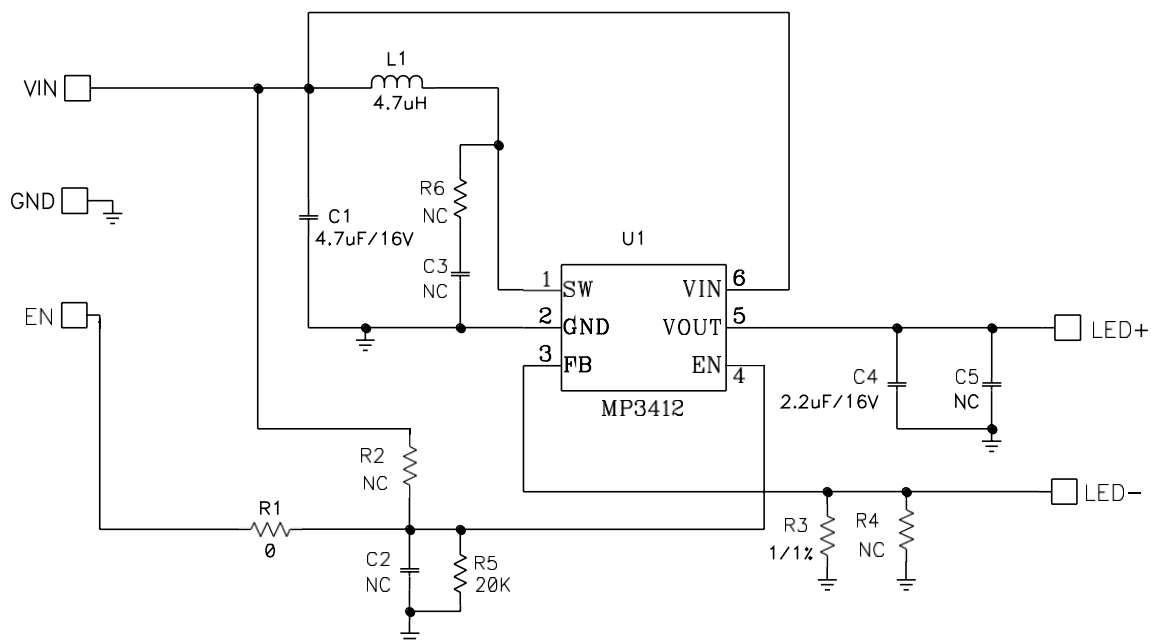 L1
VIN
4.7uH
GND
R6
NC
C1
4.7uF/16V
C3
NC
U1
1
SW
VIN
6
EN
2
GND
VOUT
5
LED+
3
FB
EN
4
MP3412
C4
2.2uF/16V
C5
NC
R2
NC
LED-
R1
0
R3
1/1%
R4
NC
C2
NC
R5
20K